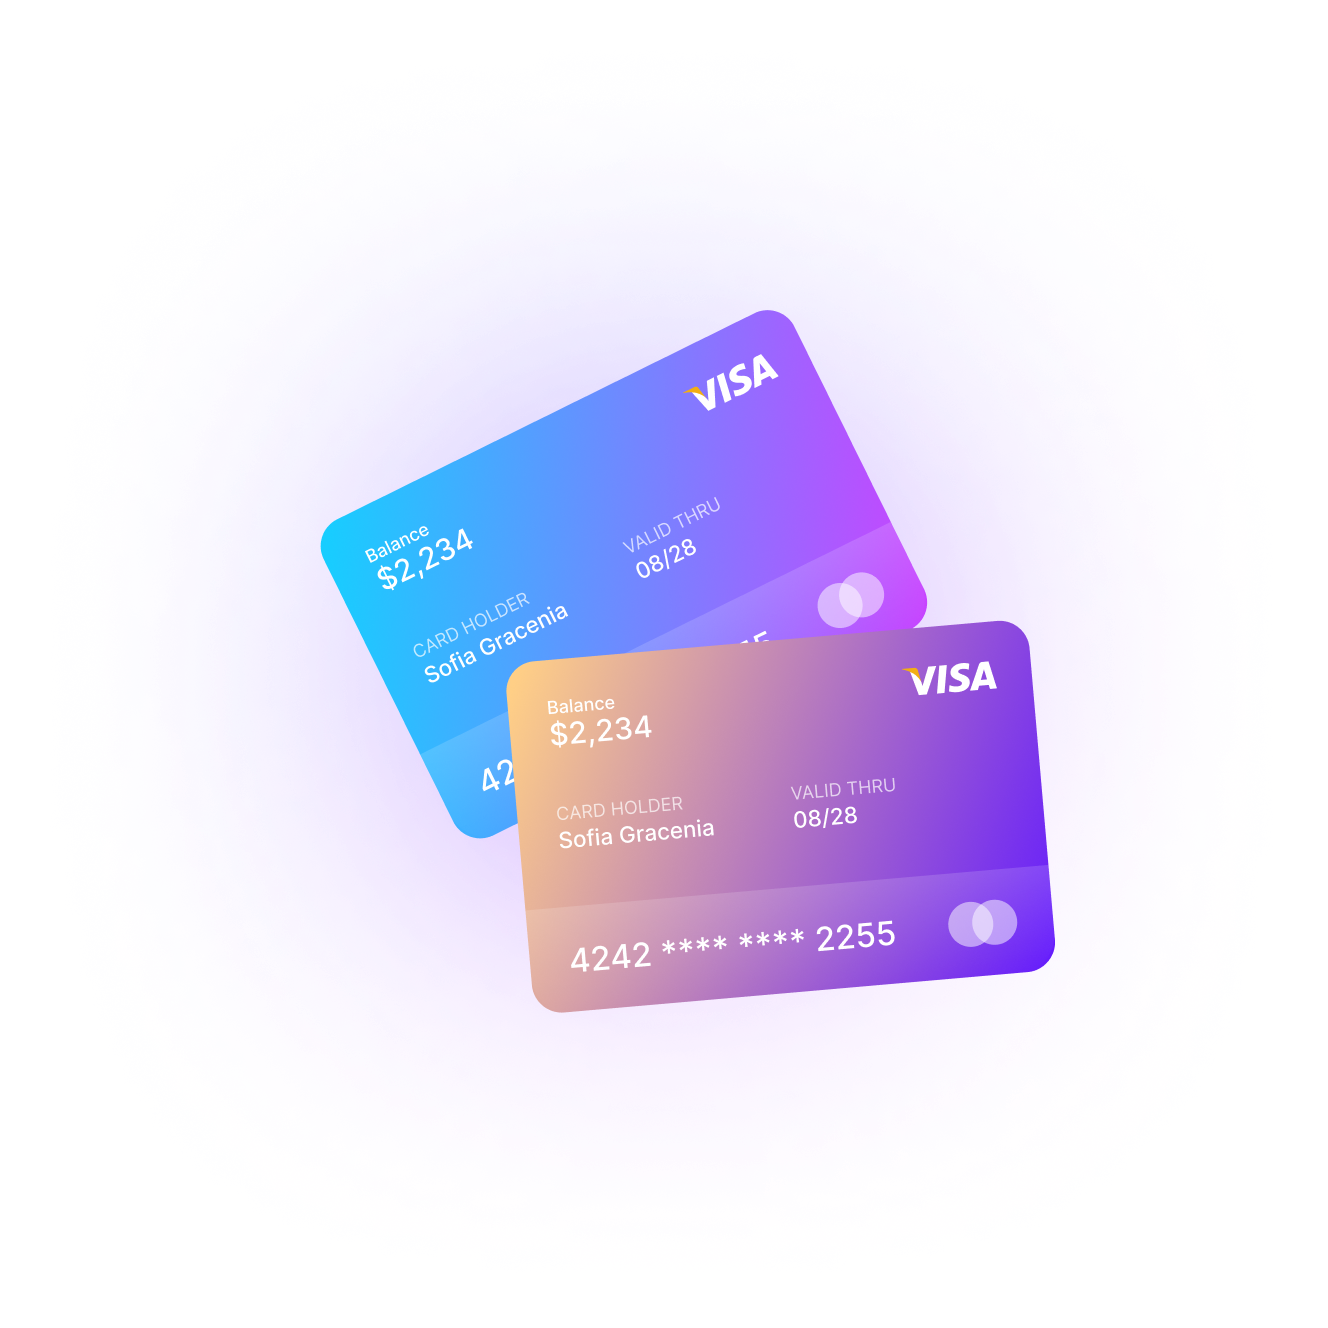 VISA
Balance
$2,234
VALID THRU
08/28
CARD HOLDER
Sofia Gracenia
42
VISA
Balance
$2,234
CARD HOLDER
Sofia Gracenia
VALID THRU
08/28
4242 **** **** 2255